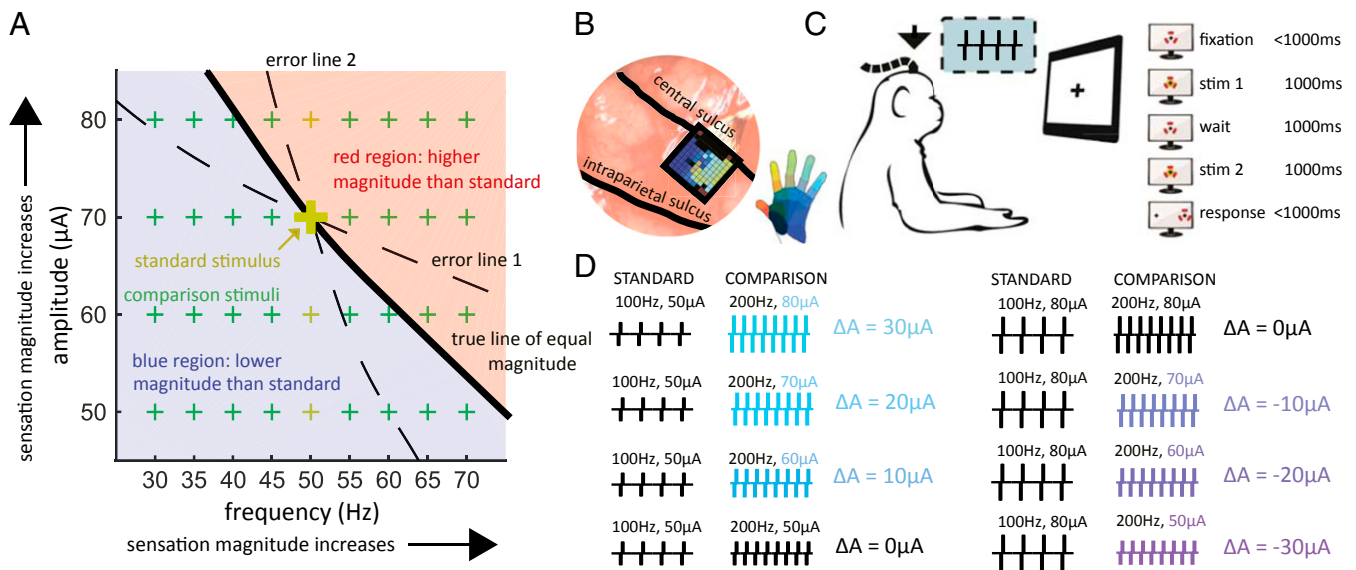 A
error line 2
80
70
60
50
amplitude (µA)
sensation magnitude increases
red region: higher
magnitude than standard
standard stimulus
comparison stimuli
error line 1
true line of equal
magnitude
blue region: lower
magnitude than standard
30 35 40 45 50 55 60 65 70
frequency (Hz)
sensation magnitude increases
B
central sulcus
intraparietal sulcus
C
fixation <1000ms
stim 1 1000ms
wait 1000ms
stim 2 1000ms
response <1000ms
D
STANDARD COMPARISON
100Hz, 50µA 200Hz, 80µA
ΔA = 30µA
100Hz, 50µA 200Hz, 70µA
ΔA = 20µA
100Hz, 50µA 200Hz, 60µA
ΔA = 10µA
100Hz, 50µA 200Hz, 50µA
ΔA = 0µA
STANDARD COMPARISON
100Hz, 80µA 200Hz, 80µA
ΔA = 0µA
100Hz, 80µA 200Hz, 70µA
ΔA = -10µA
100Hz, 80µA 200Hz, 60µA
ΔA = -20µA
100Hz, 80µA 200Hz, 50µA
ΔA = -30µA